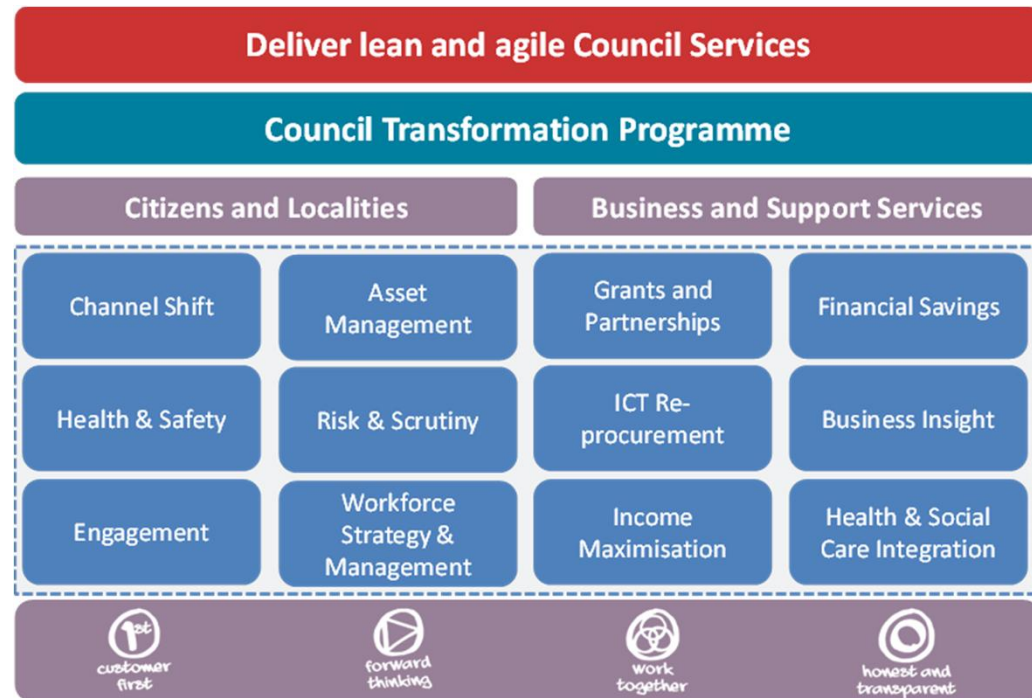 Deliver lean and agile Council Services
Council Transformation Programme
Citizens and Localities
Business and Support Services
Channel Shift
Asset
Management
Grants and
Partnerships
Financial Savings
Health & Safety
Risk & Scrutiny
ICT Re-
procurement
Business Insight
Engagement
Workforce
Strategy &
Management
Income
Maximisation
Health & Social
Care Integration
1st
customer
first
forward
thinking
work
together
honest and
transparent